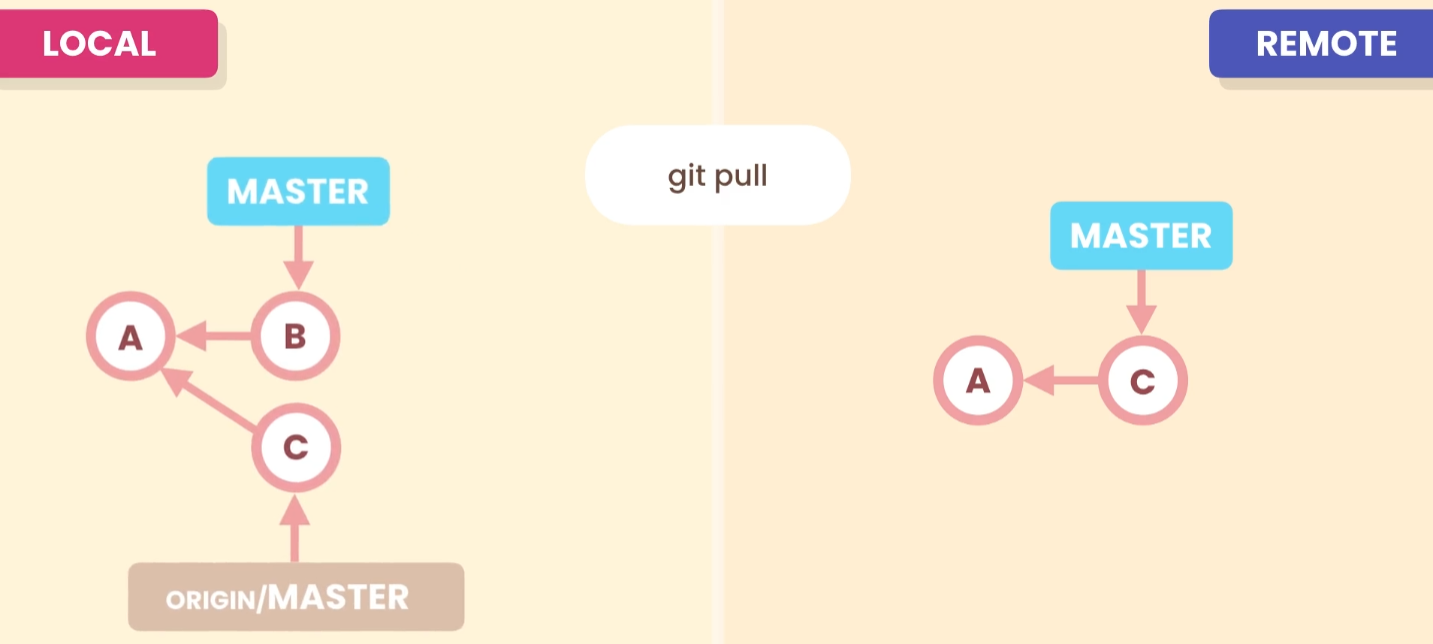 LOCAL
REMOTE
git pull
MASTER
MASTER
A
B
A
C
C
ORIGIN/MASTER